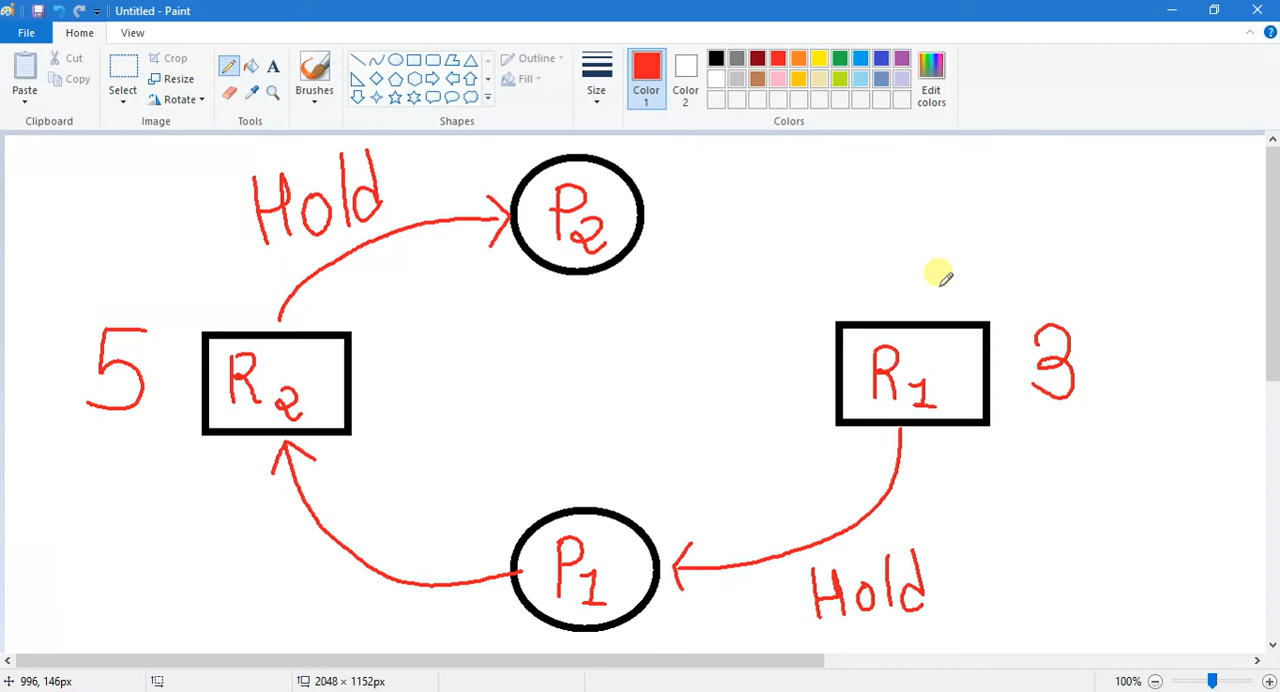 Untitled - Paint
File Home View
Paste
Cut
Copy
Clipboard
Select
Crop
Resize
Rotate
Image
A
Tools
Brushes
Outline
Fill
Shapes
Size
Color 1
Color 2
Edit colors
Colors
Hold
P2
5
R2
R1
3
P1
Hold
996, 146px
2048 × 1152px
100%